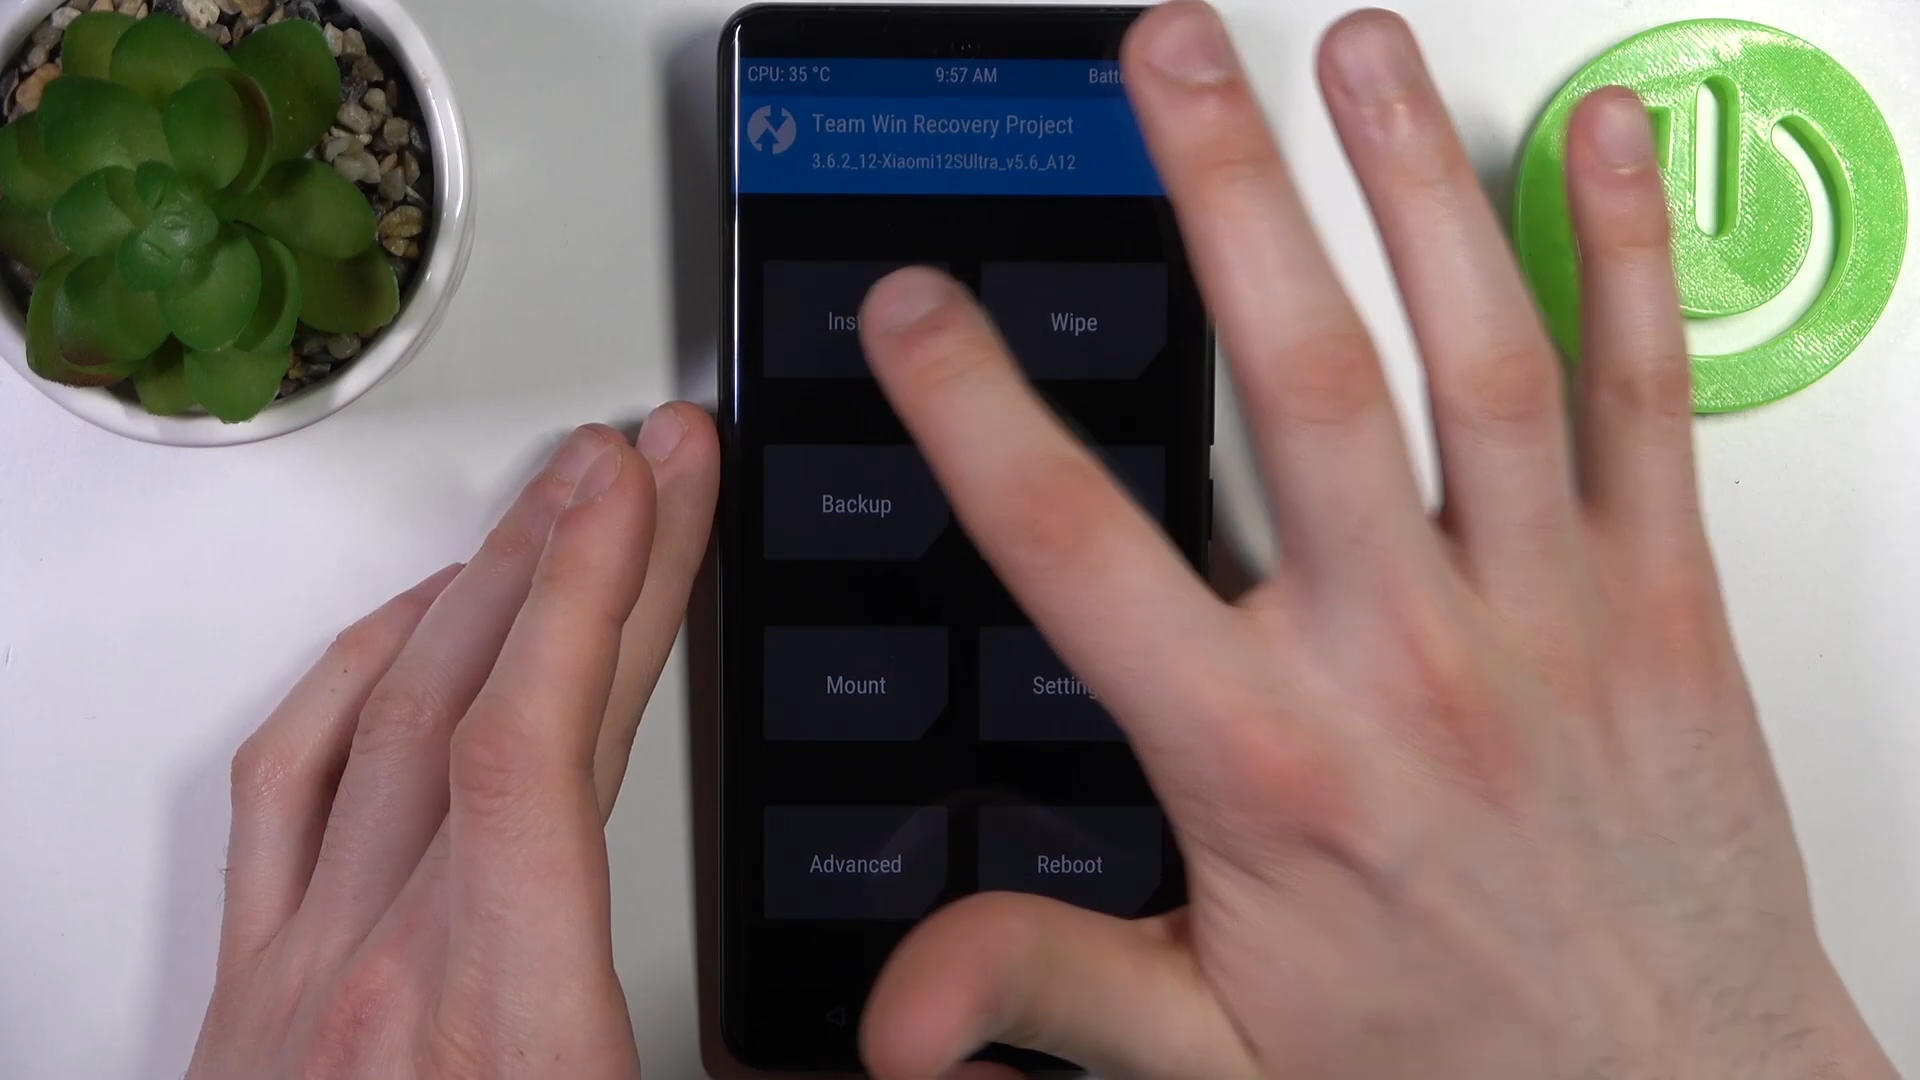 CPU: 35 °C 9:57 AM
Team Win Recovery Project
3.6.2_12-Xiaomi12SUltra_v5.6_A12
Wipe
Backup
Mount
Advanced Reboot